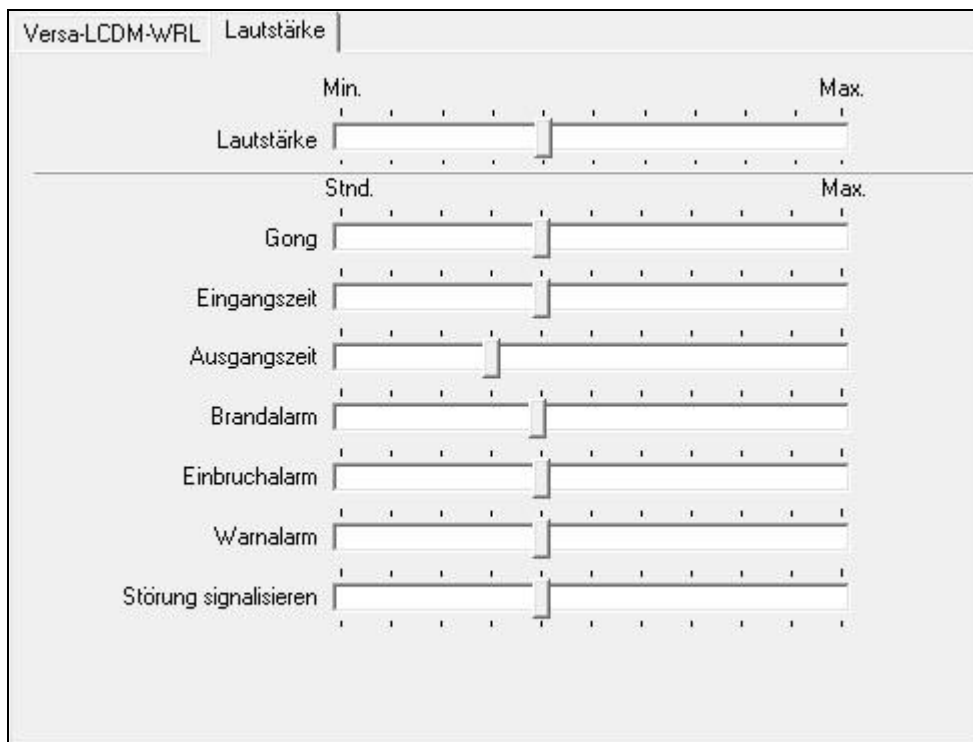 Versa-LCDM-WRL Lautstärke
Min. Max.
Lautstärke
Stnd. Max.
Gong
Eingangszeit
Ausgangszeit
Brandalarm
Einbruchalarm
Warnalarm
Störung signalisieren